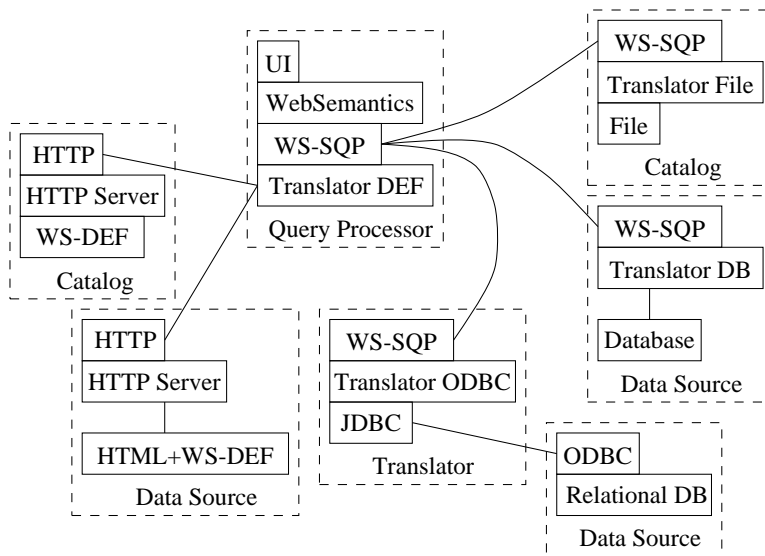 UI
WebSemantics
WS-SQP
Translator DEF
Query Processor
WS-SQP
Translator File
File
Catalog
HTTP
HTTP Server
WS-DEF
Catalog
WS-SQP
Translator DB
Database
Data Source
HTTP
HTTP Server
HTML+WS-DEF
Data Source
WS-SQP
Translator ODBC
JDBC
Translator
ODBC
Relational DB
Data Source